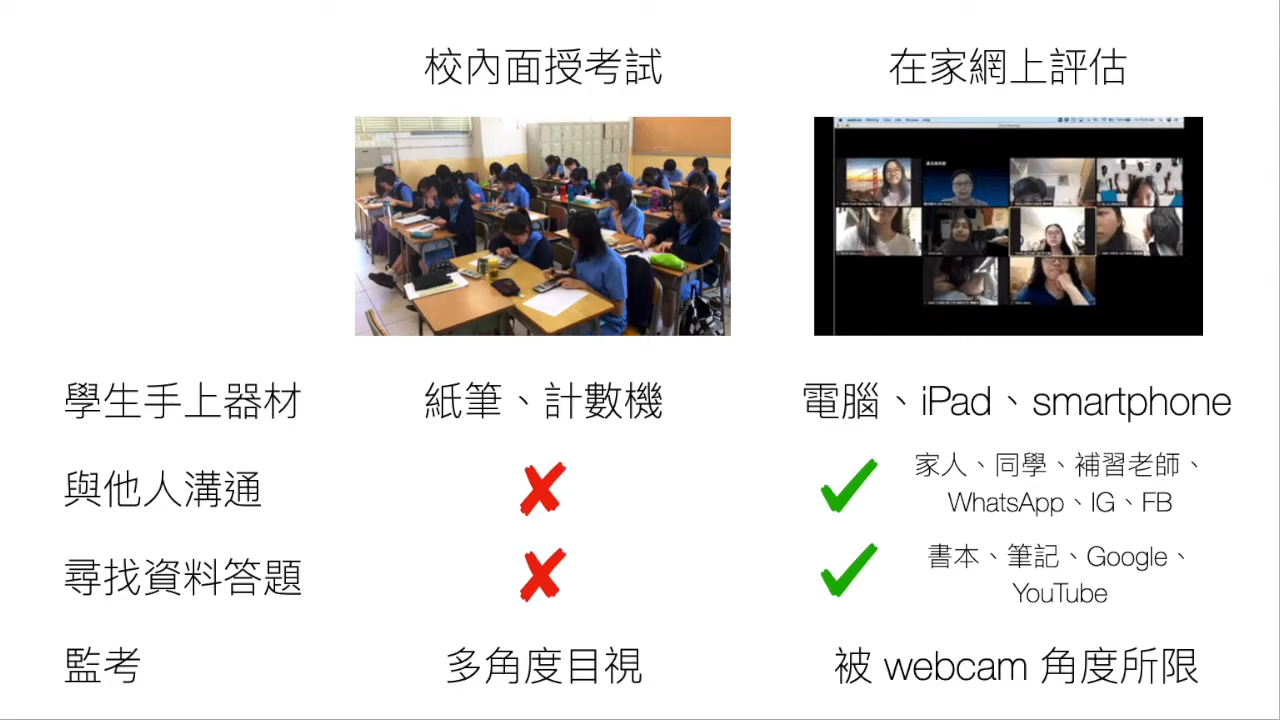 校內面授考試
在家網上評估
學生手上器材
紙筆、計數機
電腦、iPad、smartphone
與他人溝通
家人、同學、補習老師、
WhatsApp、IG、FB
尋找資料答題
書本、筆記、Google、
YouTube
監考
多角度目視
被 webcam 角度所限